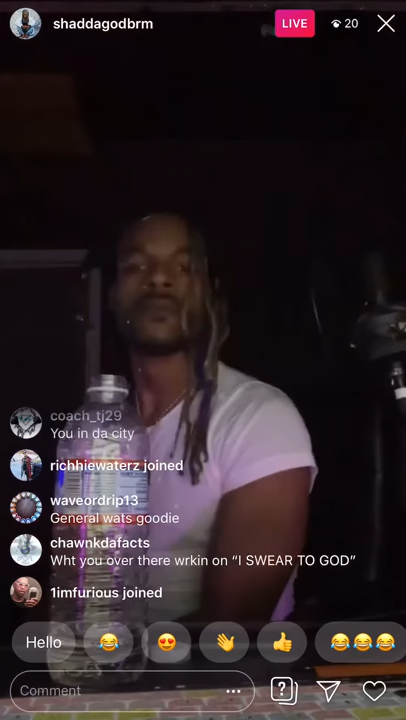 shaddagodbrm
LIVE
20
coach_tj29
You in da city
richhiewaterz joined
waveordrip13
General wats goodie
chawnkdafacts
Wht you over there wrkin on “I SWEAR TO GOD”
1imfurious joined
Hello
Comment